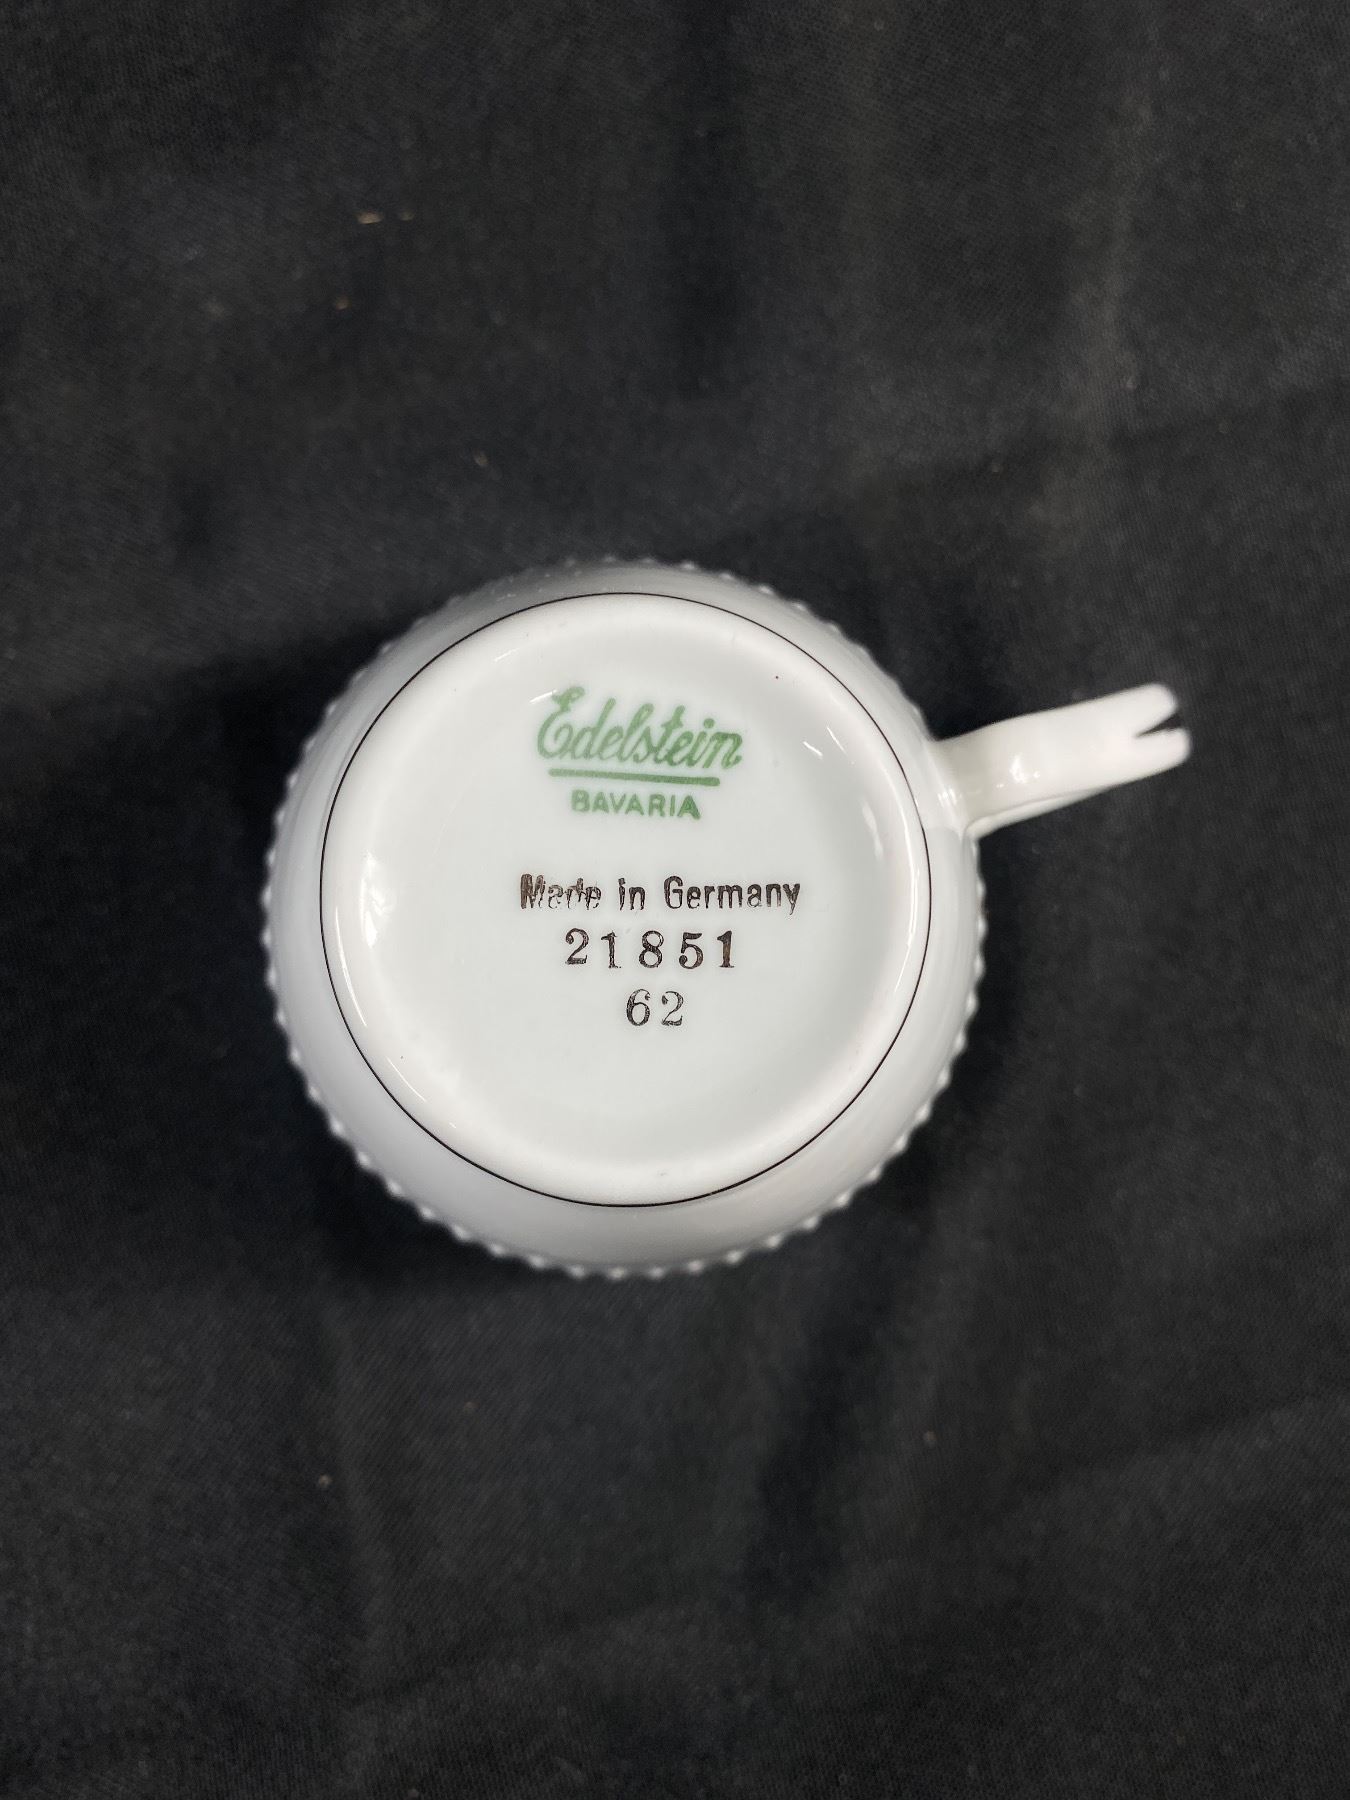 Edelstein
BAVARIA
Made in Germany
21851
62